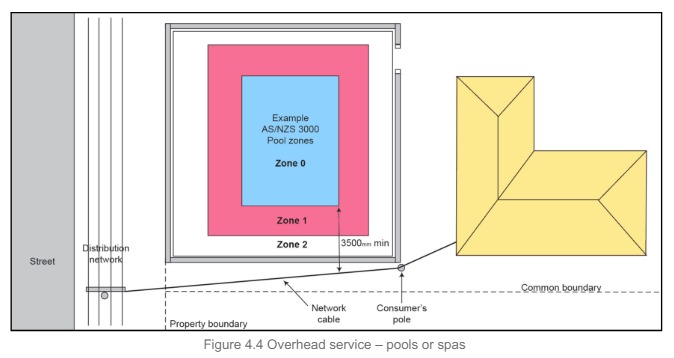 Example
AS/NZS 3000
Pool zones
Zone 0
Zone 1
Zone 2
3500mm min
Distribution
network
Street
Network
cable
Consumer's
pole
Common boundary
Property boundary
Figure 4.4 Overhead service – pools or spas